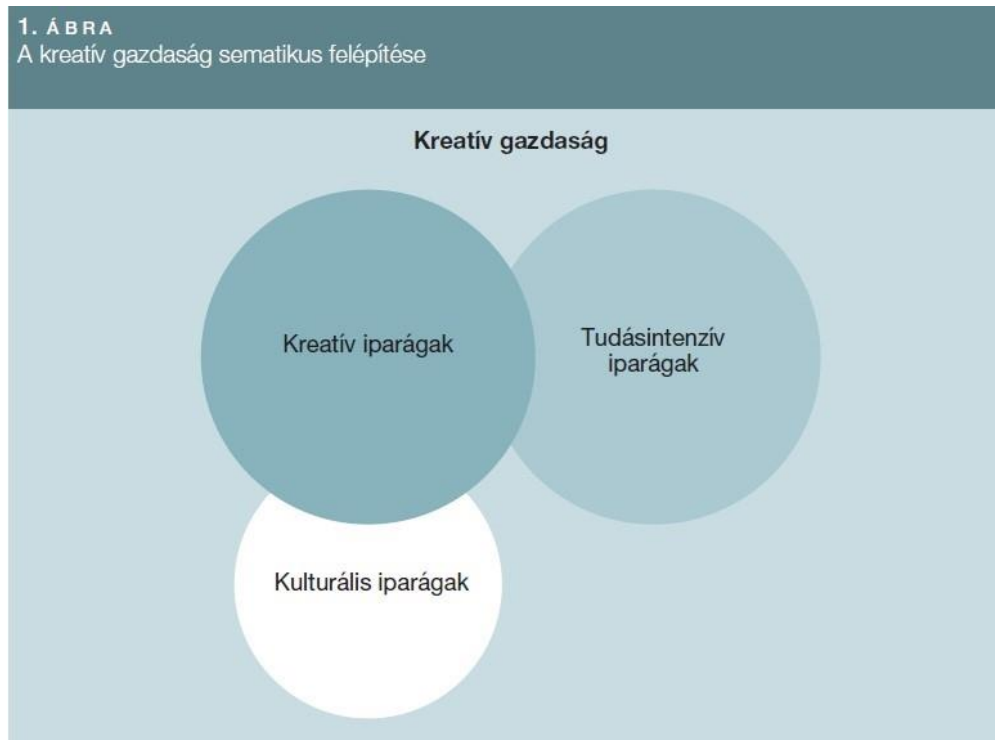 1. ÁBRA
A kreatív gazdaság sematikus felépítése
Kreatív gazdaság
Kreatív iparágak
Tudásintenzív
iparágak
Kulturális iparágak